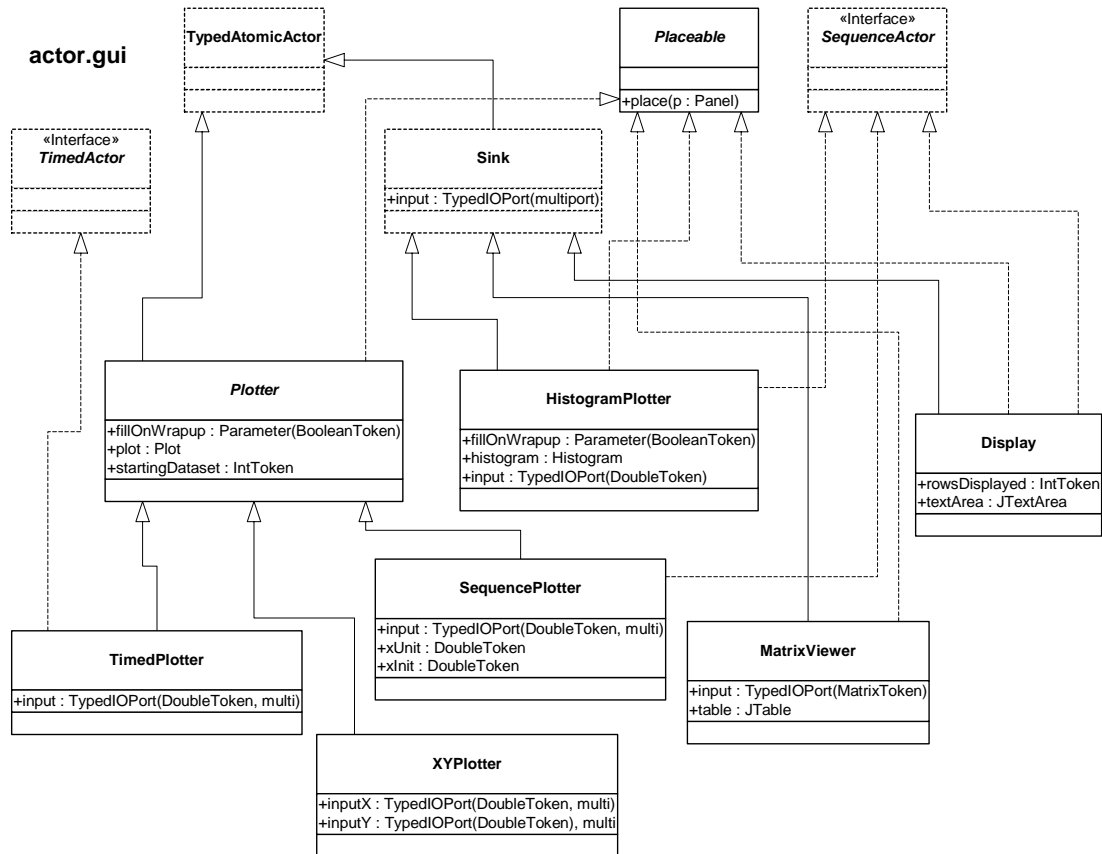 actor.gui
TypedAtomicActor
Placeable
+place(p : Panel)
«Interface»
SequenceActor
«Interface»
TimedActor
Sink
+input : TypedIOPort(multiport)
Plotter
+fillOnWrapup : Parameter(BooleanToken)
+plot : Plot
+startingDataset : IntToken
HistogramPlotter
+fillOnWrapup : Parameter(BooleanToken)
+histogram : Histogram
+input : TypedIOPort(DoubleToken)
Display
+rowsDisplayed : IntToken
+textArea : JTextArea
SequencePlotter
+input : TypedIOPort(DoubleToken, multi)
+xUnit : DoubleToken
+xInit : DoubleToken
TimedPlotter
+input : TypedIOPort(DoubleToken, multi)
MatrixViewer
+input : TypedIOPort(MatrixToken)
+table : JTable
XYPlotter
+inputX : TypedIOPort(DoubleToken, multi)
+inputY : TypedIOPort(DoubleToken), multi